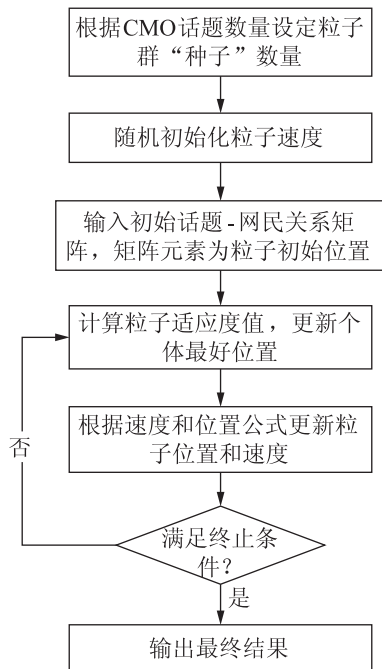 根据CMO话题数量设定粒子
群“种子”数量
随机初始化粒子速度
输入初始话题-网民关系矩
阵，矩阵元素为粒子初始位置
计算粒子适应度值，更新个
体最好位置
根据速度和位置公式更新粒
子位置和速度
否
满足终止条
件?
是
输出最终结果